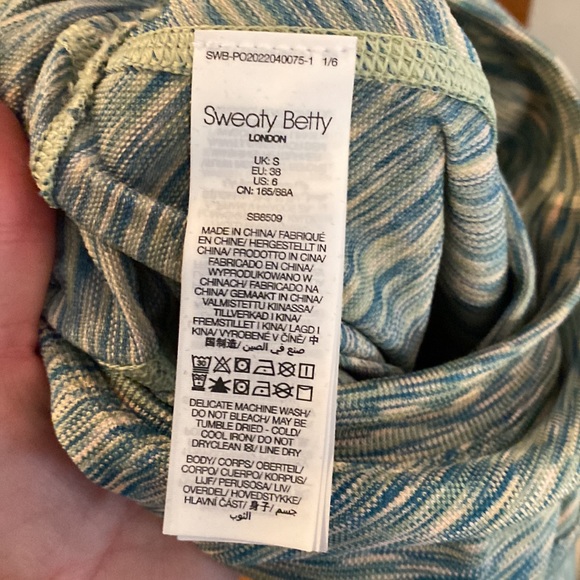 SWB-PO2022040075-1 1/6
Sweaty Betty
LONDON
UK: S
EU: 38
US: 6
CN: 165/88A
SB8509
MADE IN CHINA/ FABRIQUÉ
EN CHINE/ HERGESTELLT IN
CHINA/ PRODOTTO IN CINA/
FABRICADO EN CHINA/
WYPRODUKOWANO W
CHINACH/ FABRICADO NA
CHINA/ GEMAAKT IN CHINA/
VALMISTETTU KIINASSA/
TILLVERKAD I KINA/
FREMSTILLET I KINA/ LAGD I
KINA/ VYROBENÉ V ČÍNĚ/ 中
国制造/ صنع في الصين
DELICATE MACHINE WASH/
DO NOT BLEACH/ MAY BE
TUMBLE DRIED - COLD/
COOL IRON/ DO NOT
DRYCLEAN / LINE DRY
BODY/ CORPS/ OBERTEIL/
CORPO/ CUERPO/ KORPUS/
LIJF/ PERUSOSA/ LIV/
OVERDEL/ HOVEDSTYKKE/
HLAVNÍ ČÁST/ 身子/ جسم /
الثوب